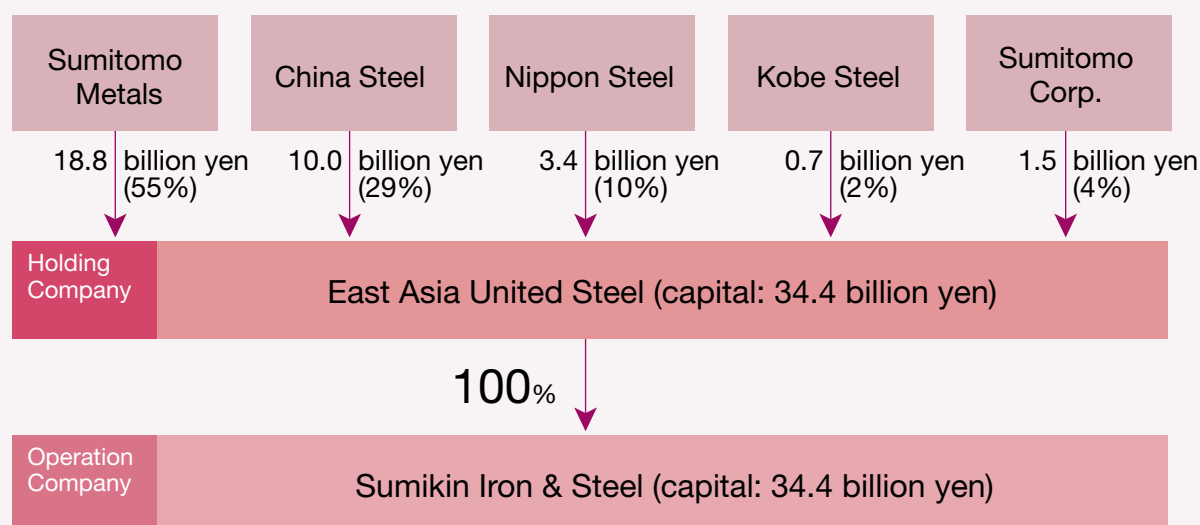 Sumitomo
Metals
China Steel
Nippon Steel
Kobe Steel
Sumitomo
Corp.
18.8 billion yen
(55%)
10.0 billion yen
(29%)
3.4 billion yen
(10%)
0.7 billion yen
(2%)
1.5 billion yen
(4%)
Holding
Company
East Asia United Steel (capital: 34.4 billion yen)
100%
Operation
Company
Sumikin Iron & Steel (capital: 34.4 billion yen)